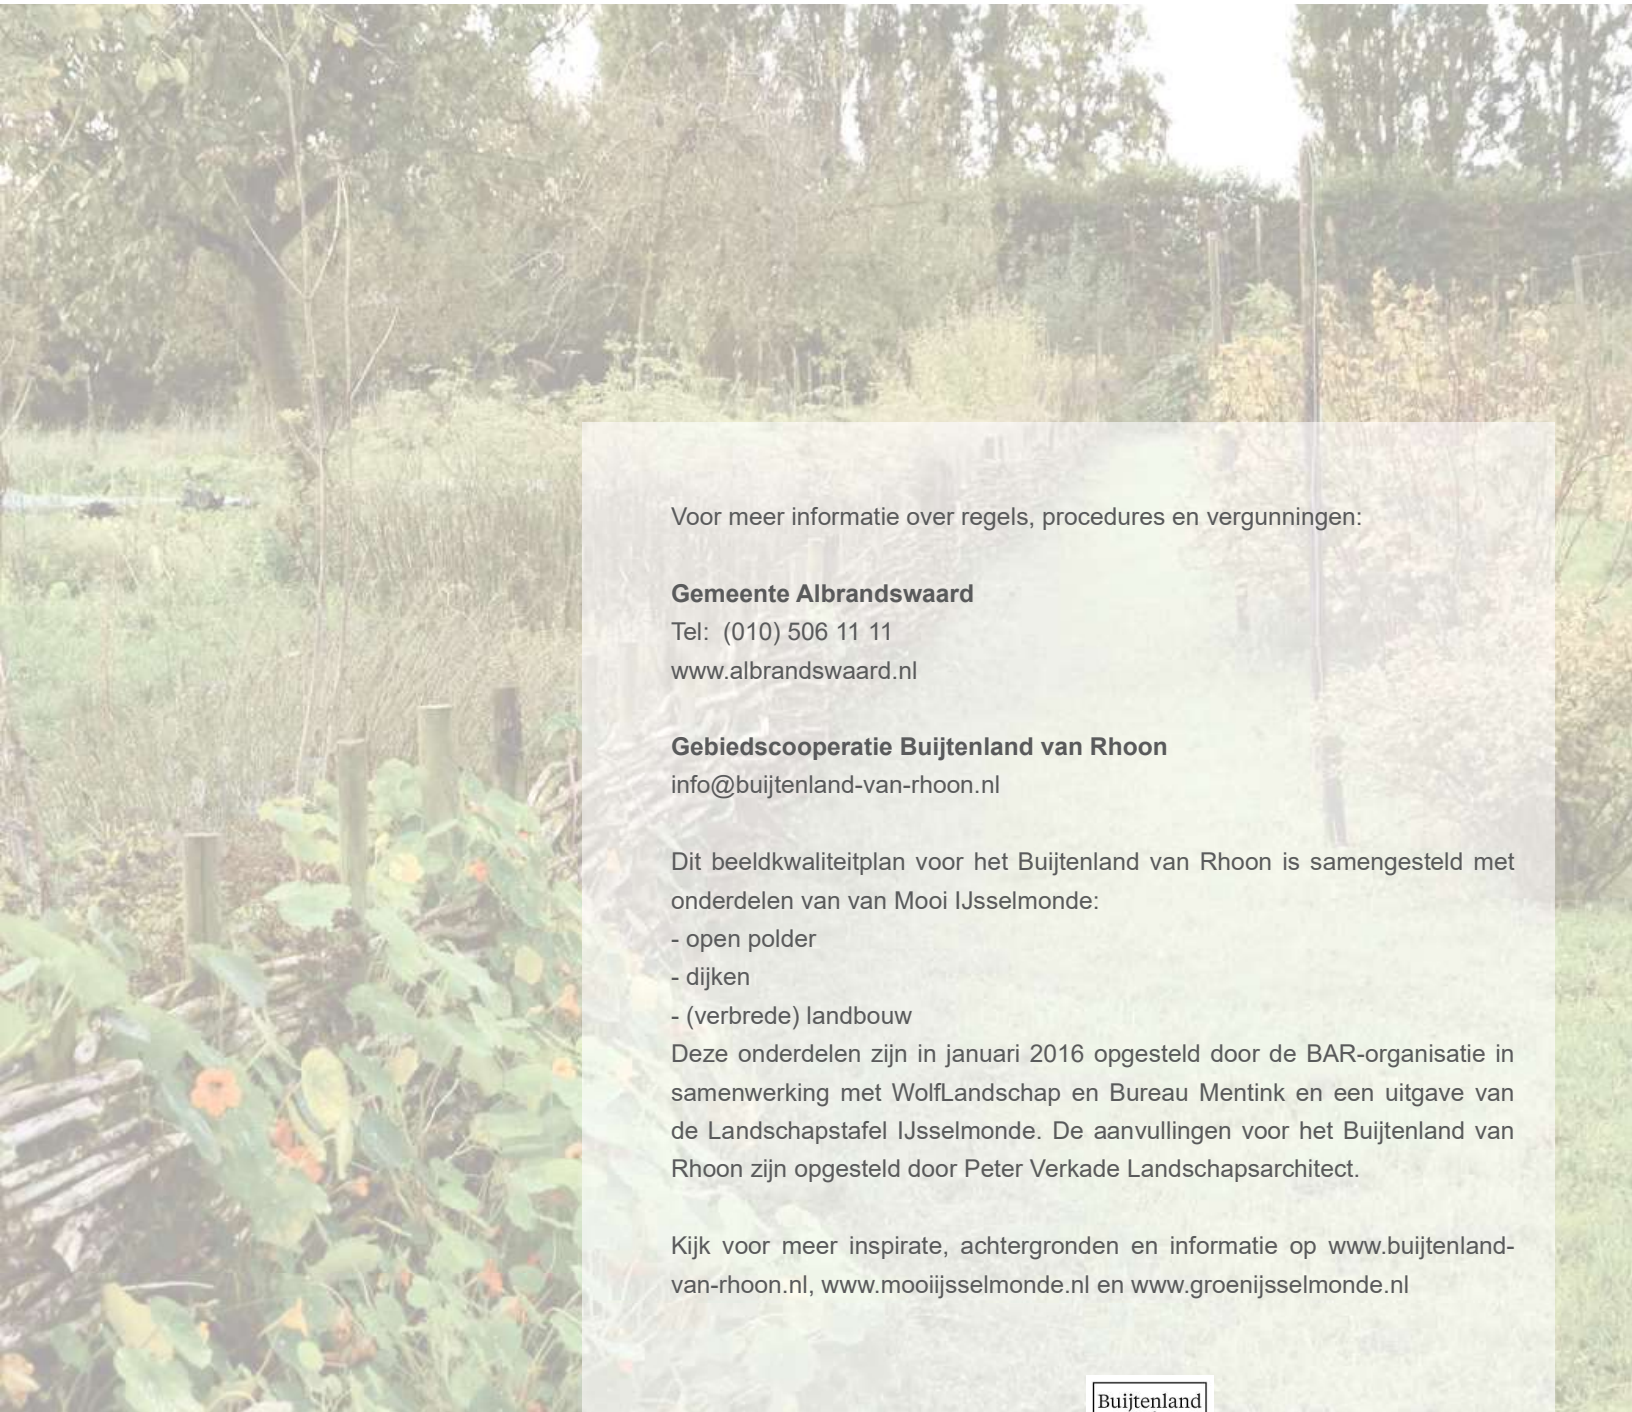 Voor meer informatie over regels, procedures en vergunningen:
Gemeente Albrandswaard
Tel:  (010) 506 11 11
www.albrandswaard.nl
Gebiedscooperatie Buijtenland van Rhoon
info@buijtenland-van-rhoon.nl
Dit beeldkwaliteitplan voor het Buijtenland van Rhoon is samengesteld met
onderdelen van van Mooi IJsselmonde:
- open polder
- dijken
- (verbrede) landbouw
Deze onderdelen zijn in januari 2016 opgesteld door de BAR-organisatie in
samenwerking met WolfLandschap en Bureau Mentink en een uitgave van
de Landschapstafel IJsselmonde. De aanvullingen voor het Buijtenland van
Rhoon zijn opgesteld door Peter Verkade Landschapsarchitect.
Kijk voor meer inspirate, achtergronden en informatie op www.buijtenland-
van-rhoon.nl, www.mooiijsselmonde.nl en www.groenijsselmonde.nl
Buijtenland